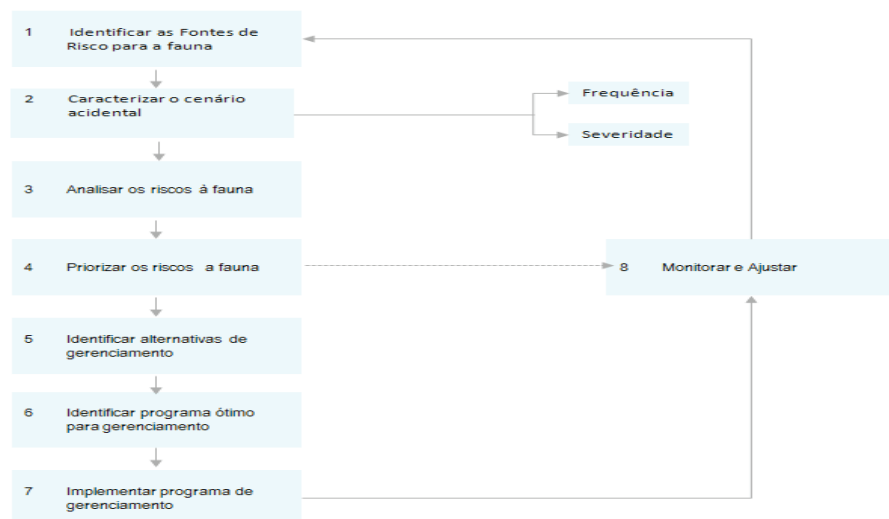 1 Identificar as Fontes de
Risco para a fauna
2 Caracterizar o cenário
acidental
Frequência
Severidade
3 Analisar os riscos à fauna
4 Priorizar os riscos a fauna
8 Monitorar e Ajustar
5 Identificar alternativas de
gerenciamento
6 Identificar programa ótimo
para gerenciamento
7 Implementar programa de
gerenciamento